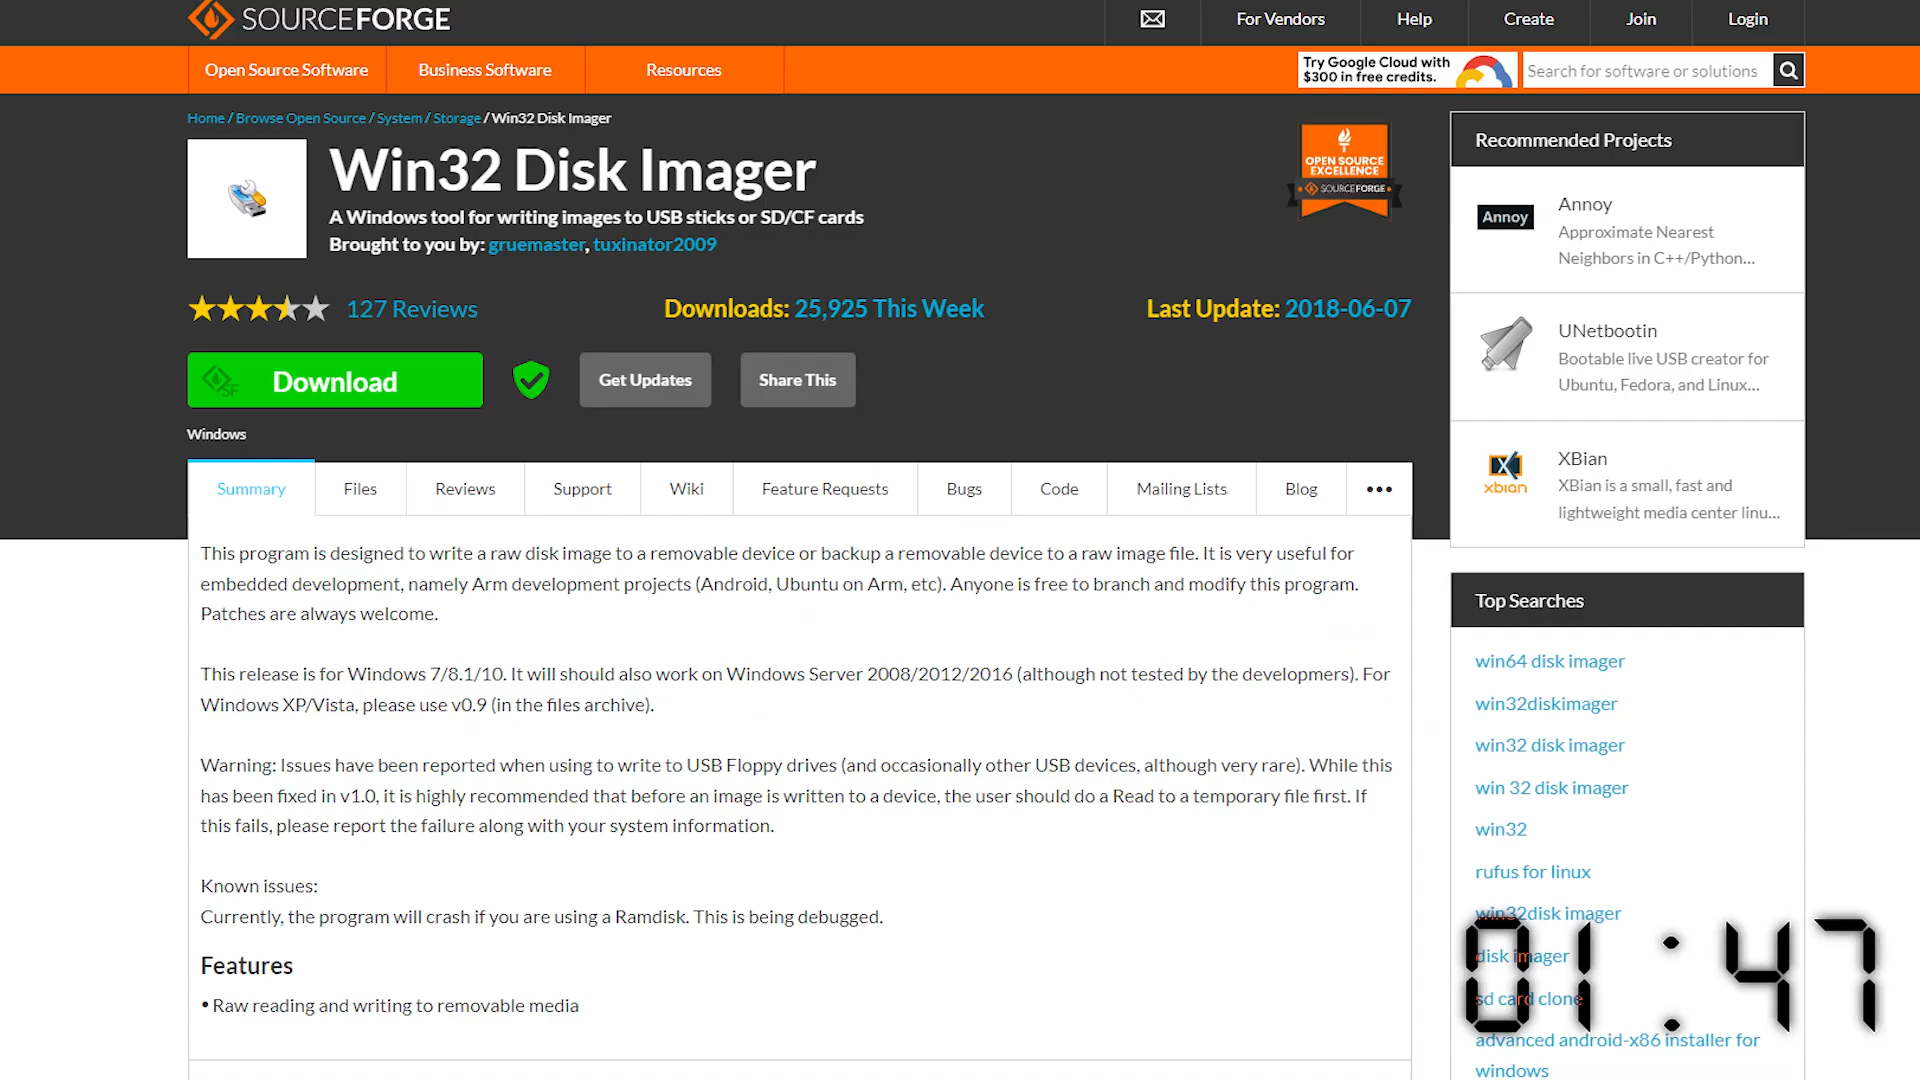 SOURCEFORGE
For Vendors
Help
Create
Join
Login
Open Source Software
Business Software
Resources
Try Google Cloud with
$300 in free credits.
Search for software or solutions
Home / Browse Open Source / System / Storage / Win32 Disk Imager
Win32 Disk Imager
A Windows tool for writing images to USB sticks or SD/CF cards
Brought to you by: gruemaster, tuxinator2009
OPEN SOURCE
EXCELLENCE
SOURCEFORGE
127 Reviews
Downloads: 25,925 This Week
Last Update: 2018-06-07
SF
Download
Get Updates
Share This
Windows
Summary
Files
Reviews
Support
Wiki
Feature Requests
Bugs
Code
Mailing Lists
Blog
This program is designed to write a raw disk image to a removable device or backup a removable device to a raw image file. It is very useful for
embedded development, namely Arm development projects (Android, Ubuntu on Arm, etc). Anyone is free to branch and modify this program.
Patches are always welcome.
This release is for Windows 7/8.1/10. It will should also work on Windows Server 2008/2012/2016 (although not tested by the developmers). For
Windows XP/Vista, please use v0.9 (in the files archive).
Warning: Issues have been reported when using to write to USB Floppy drives (and occasionally other USB devices, although very rare). While this
has been fixed in v1.0, it is highly recommended that before an image is written to a device, the user should do a Read to a temporary file first. If
this fails, please report the failure along with your system information.
Known issues:
Currently, the program will crash if you are using a Ramdisk. This is being debugged.
Features
• Raw reading and writing to removable media
Recommended Projects
Annoy
Annoy
Approximate Nearest
Neighbors in C++/Python...
UNetbootin
Bootable live USB creator for
Ubuntu, Fedora, and Linux...
xbian
XBian
XBian is a small, fast and
lightweight media center linu...
Top Searches
win64 disk imager
win32diskimager
win32 disk imager
win 32 disk imager
win32
rufus for linux
win32disk imager
disk imager
sd card clone
advanced android-x86 installer for
windows
01:47